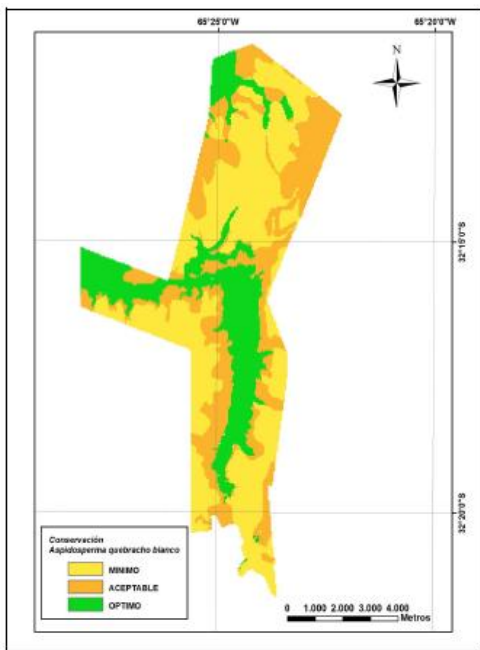 65°25'0"W
65°20'0"W
N
32°15'0"S
32°20'0"S
Conservación
Aspidosperma quebracho blanco
MINIMO
ACEPTABLE
OPTIMO
0 1.000 2.000 3.000 4.000
Metros